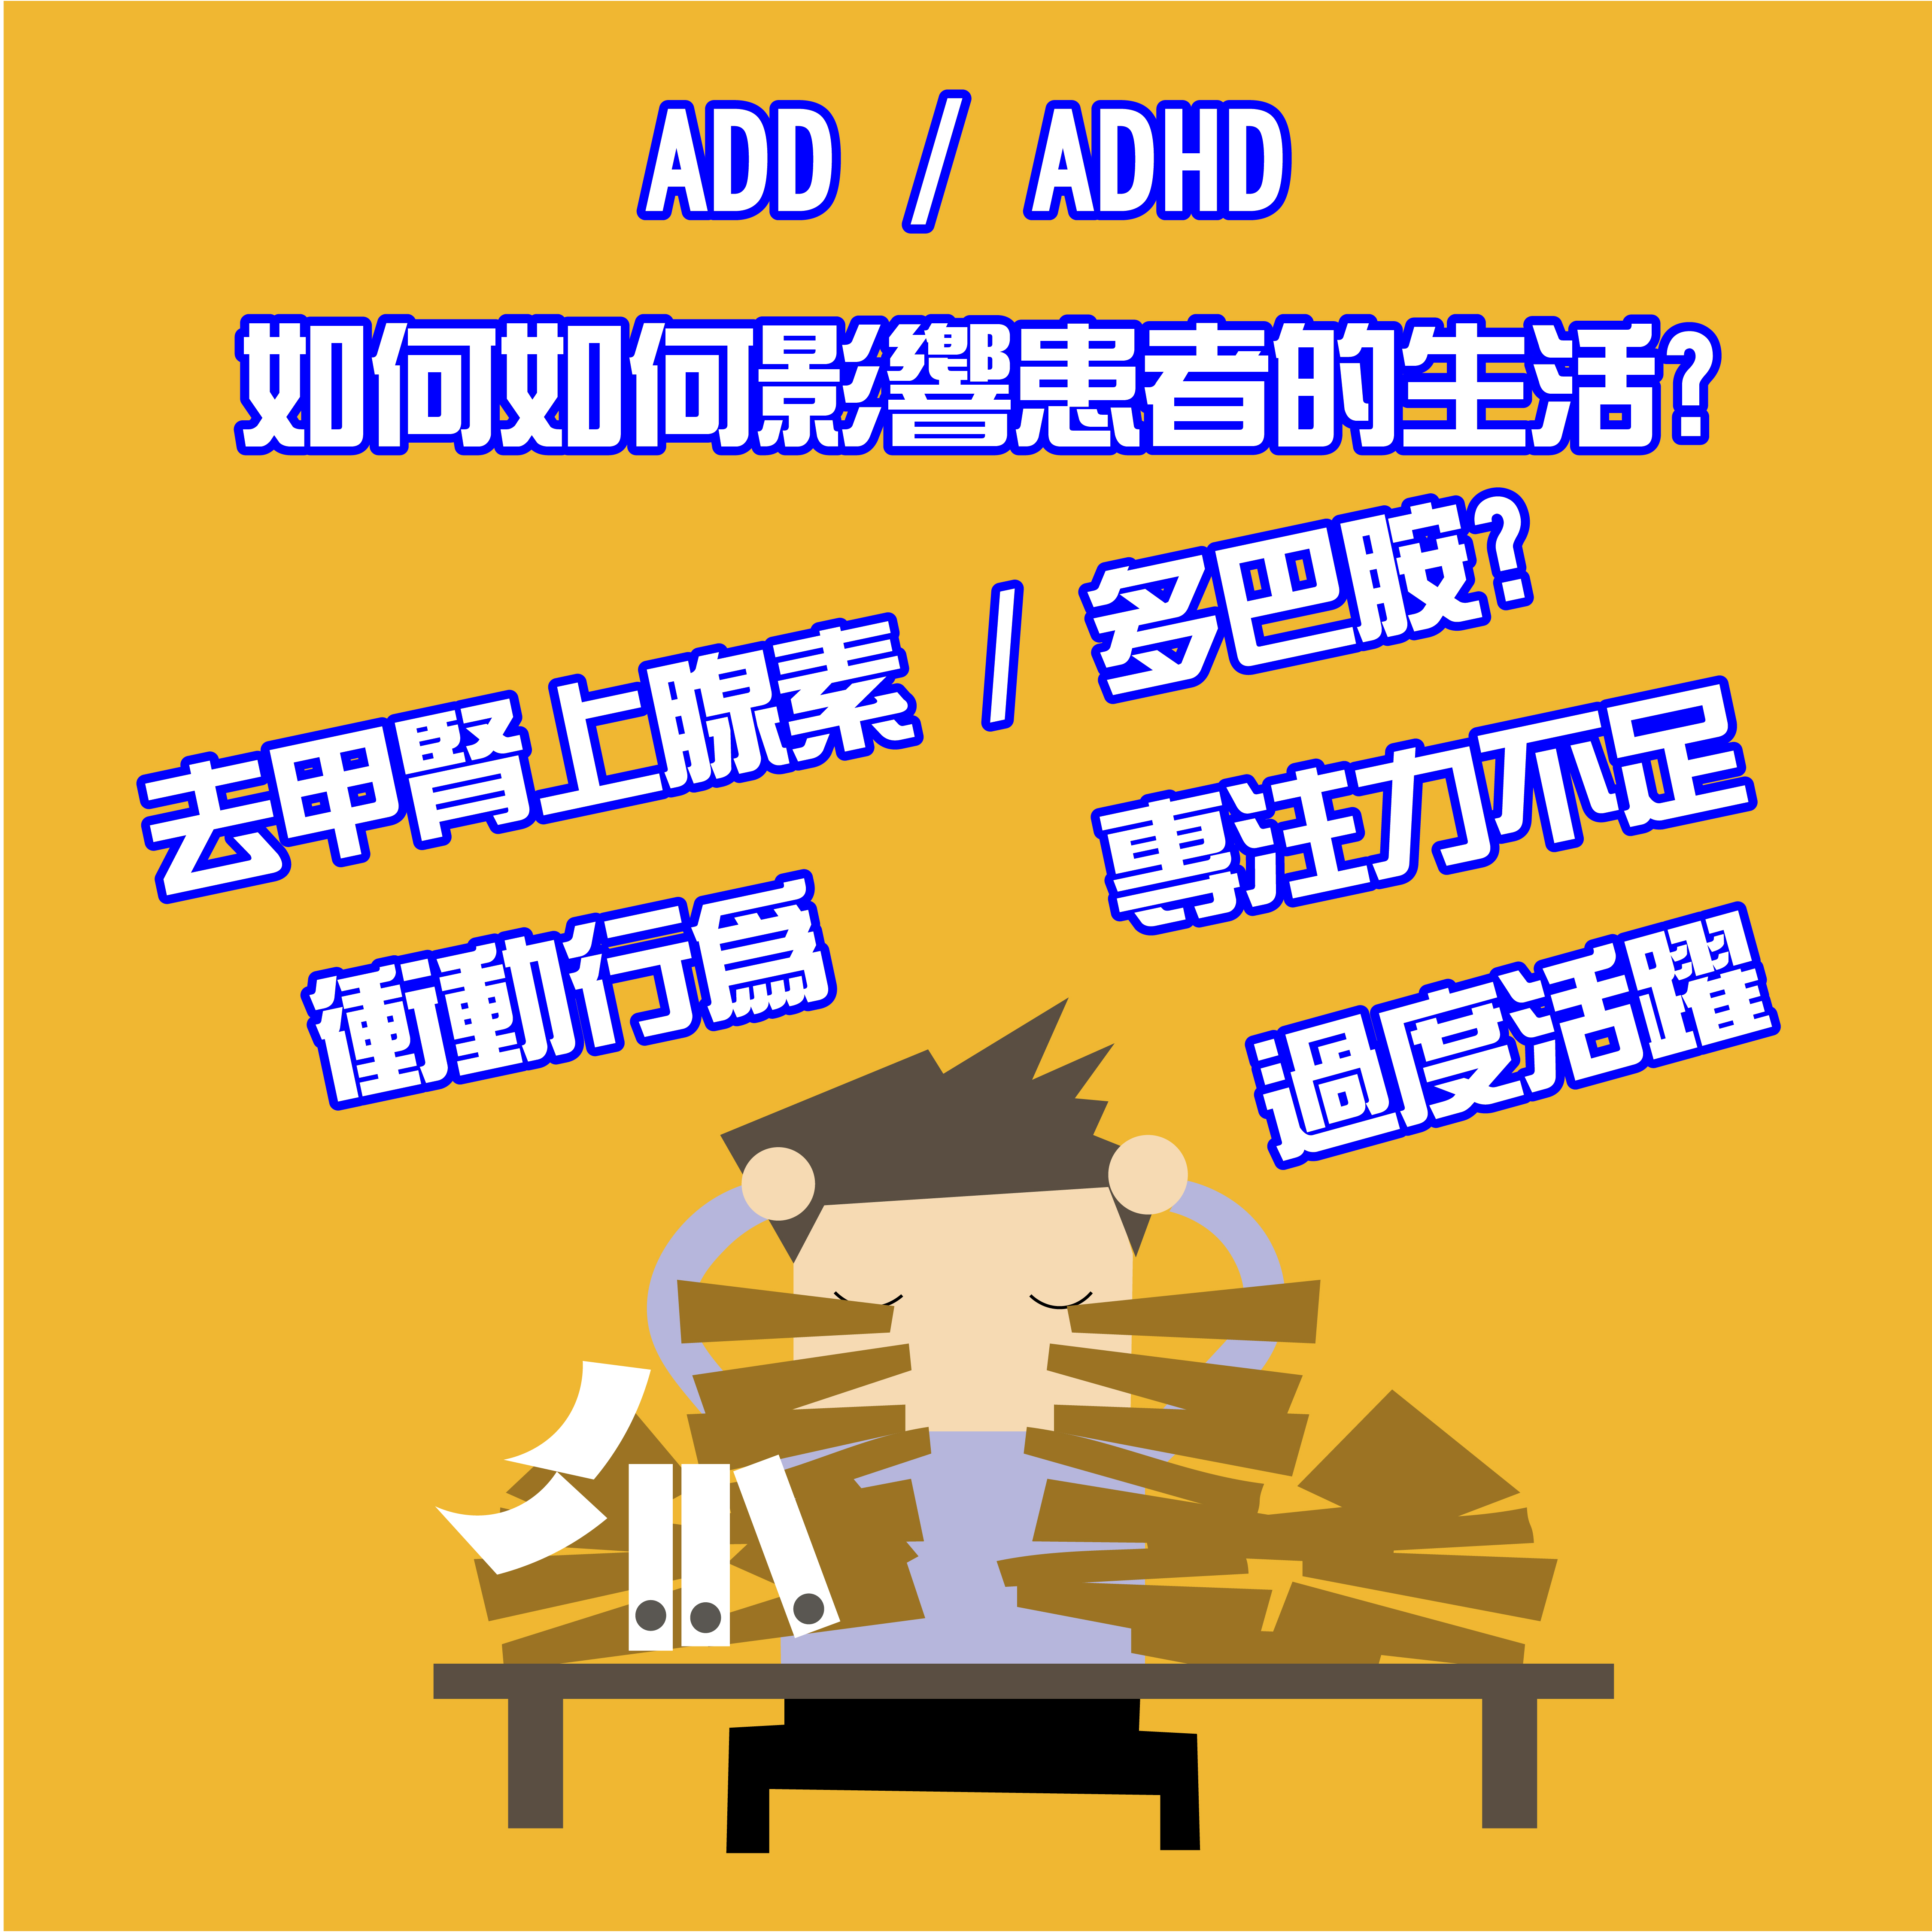 ADD / ADHD
如何如何影響患者的生活?
去甲腎上腺素 / 多巴胺?
專注力不足
衝動行爲
過度活躍